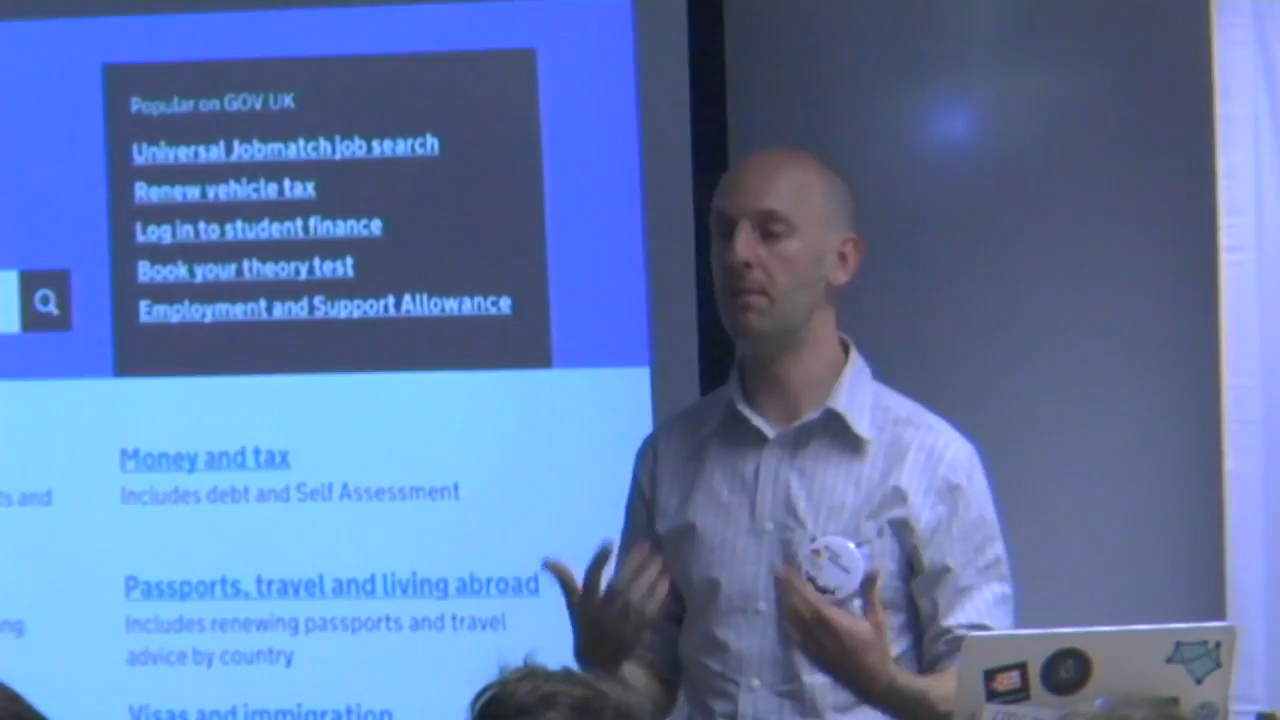 Popular on GOV UK
Universal Jobmatch job search
Renew vehicle tax
Log in to student finance
Book your theory test
Employment and Support Allowance
Money and tax
and
Includes debt and Self Assessment
Passports, travel and living abroad
Includes renewing passports and travel
advice by country
Visas and immigration